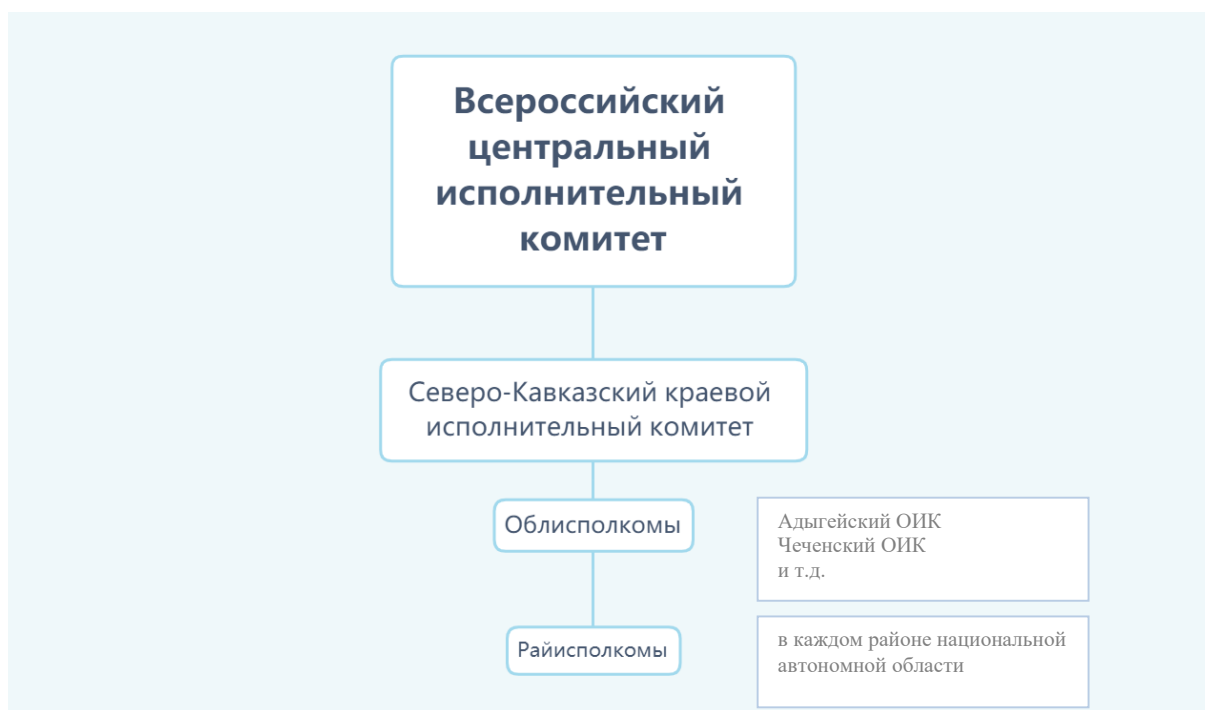 Всероссийский
центральный
исполнительный
комитет
Северо-Кавказский краевой
исполнительный комитет
Облисполкомы
Адыгейский ОИК
Чеченский ОИК
и т.д.
Райисполкомы
в каждом районе национальной
автономной области